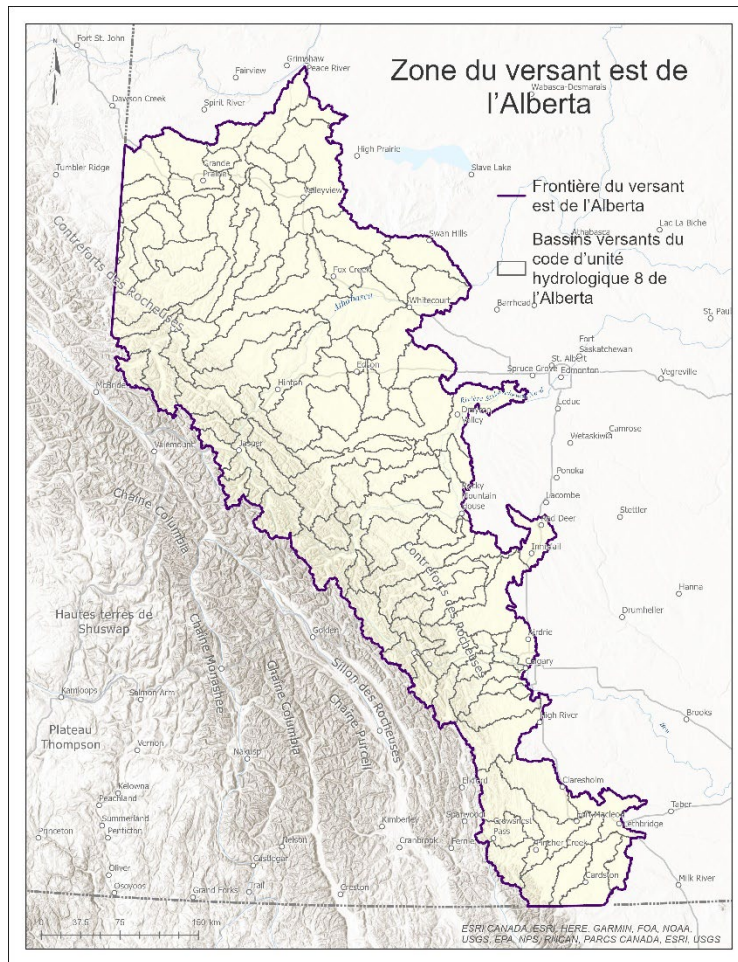 Zone du versant est de
l'Alberta
Frontière du versant
est de l'Alberta
Bassins versants du
code d'unité
hydrologique 8 de
l'Alberta
Fort St. John
Grimshaw
Peace River
Fairview
Wabasca-Desmarais
Dawson Creek
Spirit River
High Prairie
Tumbler Ridge
Grande
Prairie
Slave Lake
Valleyview
Contreforts des Rocheuses
Swan Hills
Lac La Biche
Athabasca
Fox Creek
Athabasca
Whitecourt
Barrhead
St. Paul
Fort
Saskatchewan
St. Albert
Edmonton
Spruce Grove
Vegreville
McBride
Hinton
Edson
Leduc
Drayton
Valley
Camrose
Wetaskiwin
Valemount
Jasper
Ponoka
Rocky
Mountain
House
Lacombe
Stettler
Red Deer
Innisfail
Chaîne Columbia
Contreforts des Rocheuses
Hanna
Hautes terres de
Shuswap
Drumheller
Golden
Airdrie
Calgary
Chaîne Monashee
Chaîne Columbia
Sillon des Rocheuses
Chaîne Purcell
Kamloops
Salmon Arm
High River
Brooks
Bow
Plateau
Thompson
Vernon
Nakusp
Elkford
Claresholm
Kelowna
Peachland
Taber
Fort Macleod
Lethbridge
Sparwood
Crowsnest
Pass
Summerland
Penticton
Princeton
Kimberley
Cranbrook
Fernie
Pincher Creek
Nelson
Castlegar
Cardston
Oliver
Osoyoos
Grand Forks
Trail
Creston
Milk River
37.5
75
150 km
ESRI CANADA, ESRI, HERE, GARMIN, FOA, NOAA,
USGS, EPA, NPS, RNCAN, PARCS CANADA, ESRI, USGS